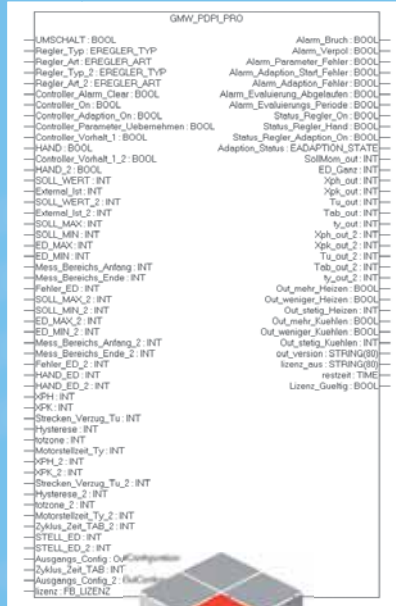 GMW_PDPI_PRO
UMSCHALT : BOOL
Regler_Typ : EREGLER_TYP
Regler_Art : EREGLER_ART
Regler_Typ_2 : EREGLER_TYP
Regler_Art_2 : EREGLER_ART
Controller_Alarm_Clear : BOOL
Controller_On : BOOL
Controller_Adaption_On : BOOL
Controller_Parameter_Uebernehmen : BOOL
HAND : BOOL
Controller_Vorhalt_1 : BOOL
Controller_Vorhalt_1_2 : BOOL
HAND_2 : BOOL
SOLL_WERT : INT
External_Ist : INT
SOLL_WERT_2 : INT
External_Ist_2 : INT
SOLL_MAX : INT
SOLL_MIN : INT
ED_MAX : INT
ED_MIN : INT
Mess_Bereichs_Anfang : INT
Mess_Bereichs_Ende : INT
Fehler_ED : INT
SOLL_MAX_2 : INT
SOLL_MIN_2 : INT
ED_MAX_2 : INT
ED_MIN_2 : INT
Mess_Bereichs_Anfang_2 : INT
Mess_Bereichs_Ende_2 : INT
Fehler_ED_2 : INT
HAND_ED : INT
HAND_ED_2 : INT
XPH : INT
XPK : INT
Strecken_Verzug_Tu : INT
Hysterese : INT
totzone : INT
Motorstellzeit_Ty : INT
XPH_2 : INT
XPK_2 : INT
Strecken_Verzug_Tu_2 : INT
Hysterese_2 : INT
totzone_2 : INT
Motorstellzeit_Ty_2 : INT
Zyklus_Zeit_TAB_2 : INT
STELL_ED : INT
STELL_ED_2 : INT
Ausgangs_Config : OutConfiguration
Zyklus_Zeit_TAB : INT
Ausgangs_Config_2 :
lizenz : FB_LIZENZ
Alarm_Bruch : BOOL
Alarm_Verpol : BOOL
Alarm_Parameter_Fehler : BOOL
Alarm_Adaption_Start_Fehler : BOOL
Alarm_Adaption_Fehler : BOOL
Alarm_Evaluierung_Abgelaufen : BOOL
Alarm_Evaluierungs_Periode : BOOL
Status_Regler_On : BOOL
Status_Regler_Hand : BOOL
Status_Regler_Adaption_On : BOOL
Adaption_Status : EADAPTION_STATE
SollMom_out : INT
ED_Ganz : INT
Xph_out : INT
Xpk_out : INT
Tu_out : INT
Tab_out : INT
ty_out : INT
Xph_out_2 : INT
Xpk_out_2 : INT
Tu_out_2 : INT
Tab_out_2 : INT
ty_out_2 : INT
Out_mehr_Heizen : BOOL
Out_weniger_Heizen : BOOL
Out_stetig_Heizen : INT
Out_mehr_Kuehlen : BOOL
Out_weniger_Kuehlen : BOOL
Out_stetig_Kuehlen : INT
out_version : STRING(80)
lizenz_aus : STRING(80)
restzeit : TIME
Lizenz_Gueltig : BOOL